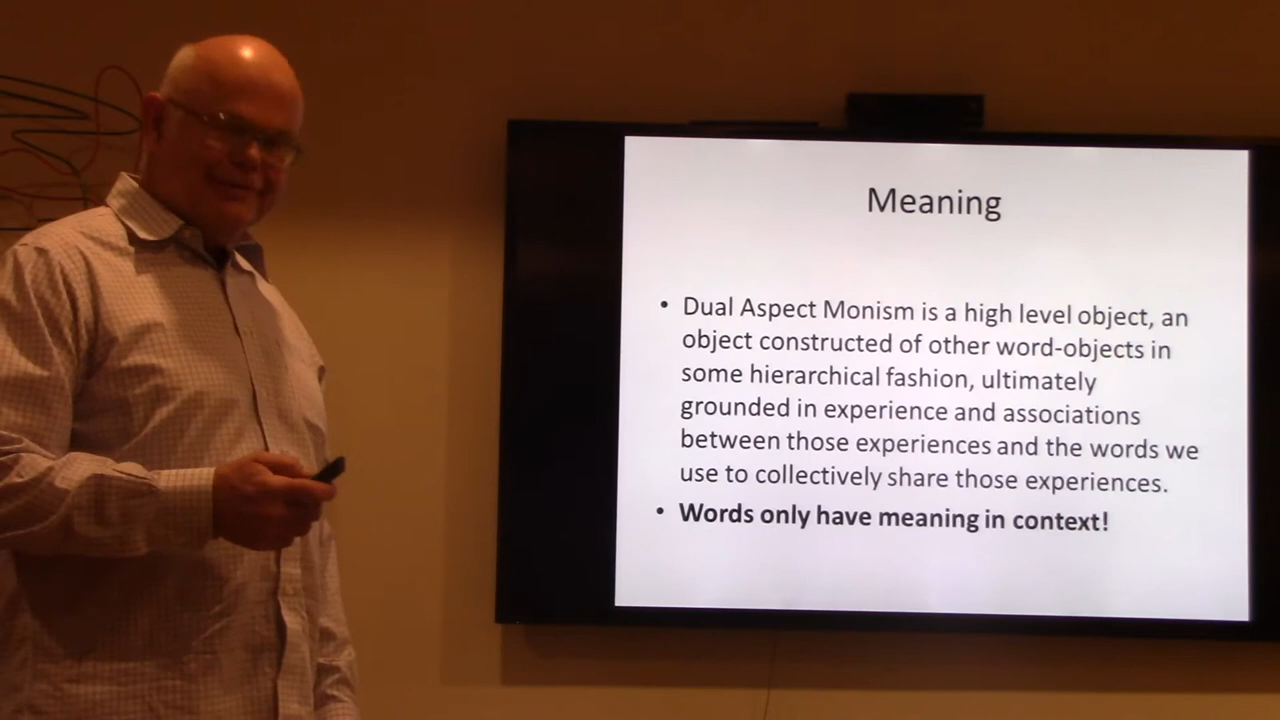 Meaning
• Dual Aspect Monism is a high level object, an
object constructed of other word-objects in
some hierarchical fashion, ultimately
grounded in experience and associations
between those experiences and the words we
use to collectively share those experiences.
• Words only have meaning in context!